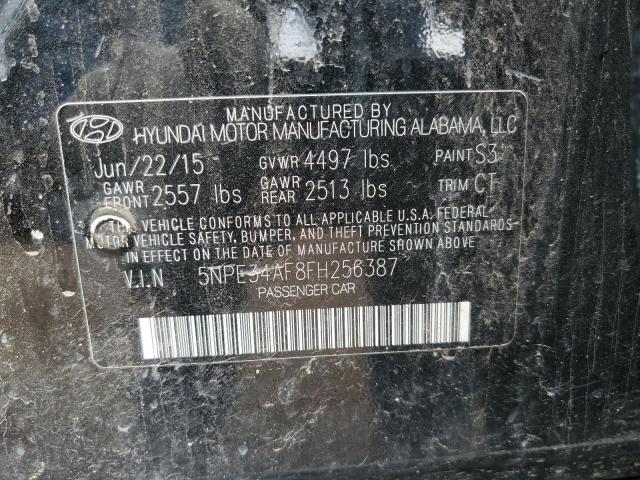 MANUFACTURED BY
HYUNDAI MOTOR MANUFACTURING ALABAMA, LLC
Jun/22/15 GVWR 4497 lbs PAINT S3
GAWR FRONT 2557 lbs GAWR REAR 2513 lbs TRIM CT
THIS VEHICLE CONFORMS TO ALL APPLICABLE U.S.A. FEDERAL
MOTOR VEHICLE SAFETY, BUMPER, AND THEFT PREVENTION STANDARDS
IN EFFECT ON THE DATE OF MANUFACTURE SHOWN ABOVE.
V.I.N 5NPE34AF8FH256387
PASSENGER CAR